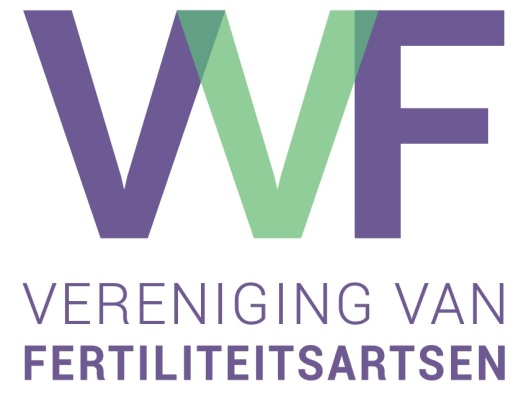 VVF
VERENIGING VAN
FERTILITEITSARTSEN